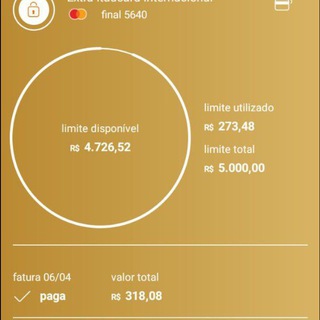 final 5640
limite disponível
R$ 4.726,52
limite utilizado
R$ 273,48
limite total
R$ 5.000,00
fatura 06/04
paga
valor total
R$ 318,08